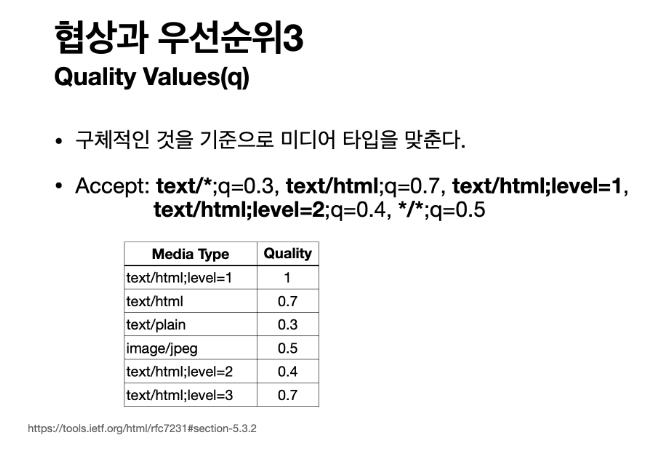 협상과 우선순위3
Quality Values(q)
• 구체적인 것을 기준으로 미디어 타입을 맞춘다.
• Accept: text/*;q=0.3, text/html;q=0.7, text/html;level=1,
text/html;level=2;q=0.4, */*;q=0.5
Media Type Quality
text/html;level=1 1
text/html 0.7
text/plain 0.3
image/jpeg 0.5
text/html;level=2 0.4
text/html;level=3 0.7
https://tools.ietf.org/html/rfc7231#section-5.3.2